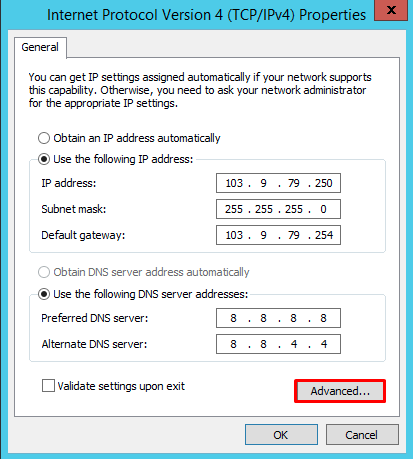 Internet Protocol Version 4 (TCP/IPv4) Properties
x
General
You can get IP settings assigned automatically if your network supports
this capability. Otherwise, you need to ask your network administrator
for the appropriate IP settings.
Obtain an IP address automatically
Use the following IP address:
IP address: 103 . 9 . 79 . 250
Subnet mask: 255 . 255 . 255 . 0
Default gateway: 103 . 9 . 79 . 254
Obtain DNS server address automatically
Use the following DNS server addresses:
Preferred DNS server: 8 . 8 . 8 . 8
Alternate DNS server: 8 . 8 . 4 . 4
Validate settings upon exit
Advanced...
OK Cancel